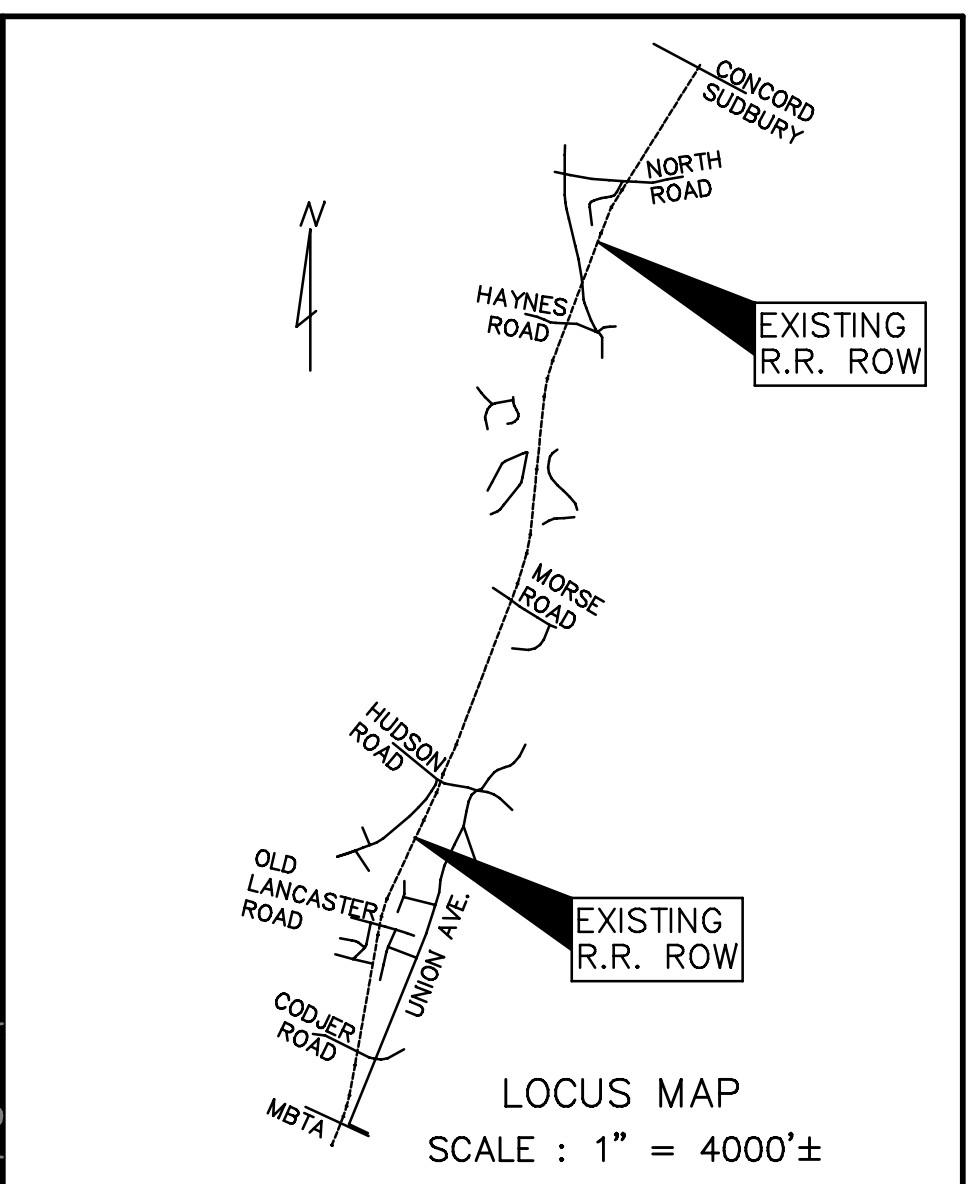 CONCORD
SUDBURY
NORTH
ROAD
N
HAYNES
ROAD
EXISTING
R.R. ROW
MORSE
ROAD
HUDSON
ROAD
OLD
LANCASTER
ROAD
UNION AVE.
EXISTING
R.R. ROW
CODJER
ROAD
MBTA
LOCUS MAP
SCALE : 1" = 4000'±